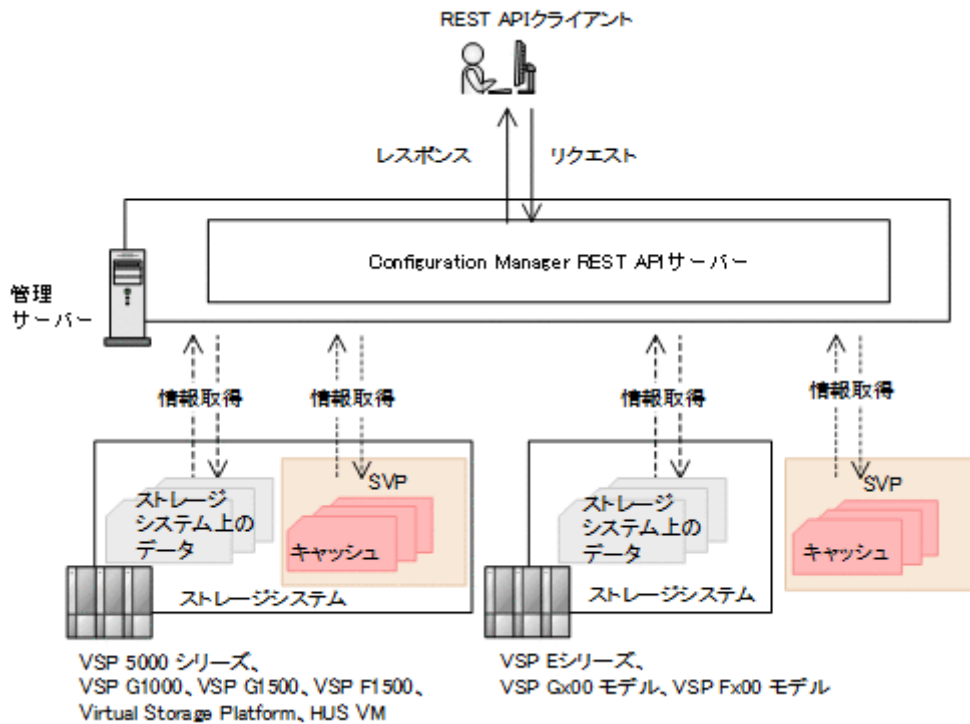 REST APIクライアント
レスポンス
リクエスト
Configuration Manager REST APIサーバー
管理
サーバー
情報取得
情報取得
情報取得
情報取得
ストレージ
システム上の
データ
SVP
キャッシュ
ストレージシステム
ストレージ
システム上の
データ
ストレージシステム
SVP
キャッシュ
VSP 5000 シリーズ、
VSP G1000、VSP G1500、VSP F1500、
Virtual Storage Platform、HUS VM
VSP Eシリーズ、
VSP Gx00 モデル、VSP Fx00 モデル